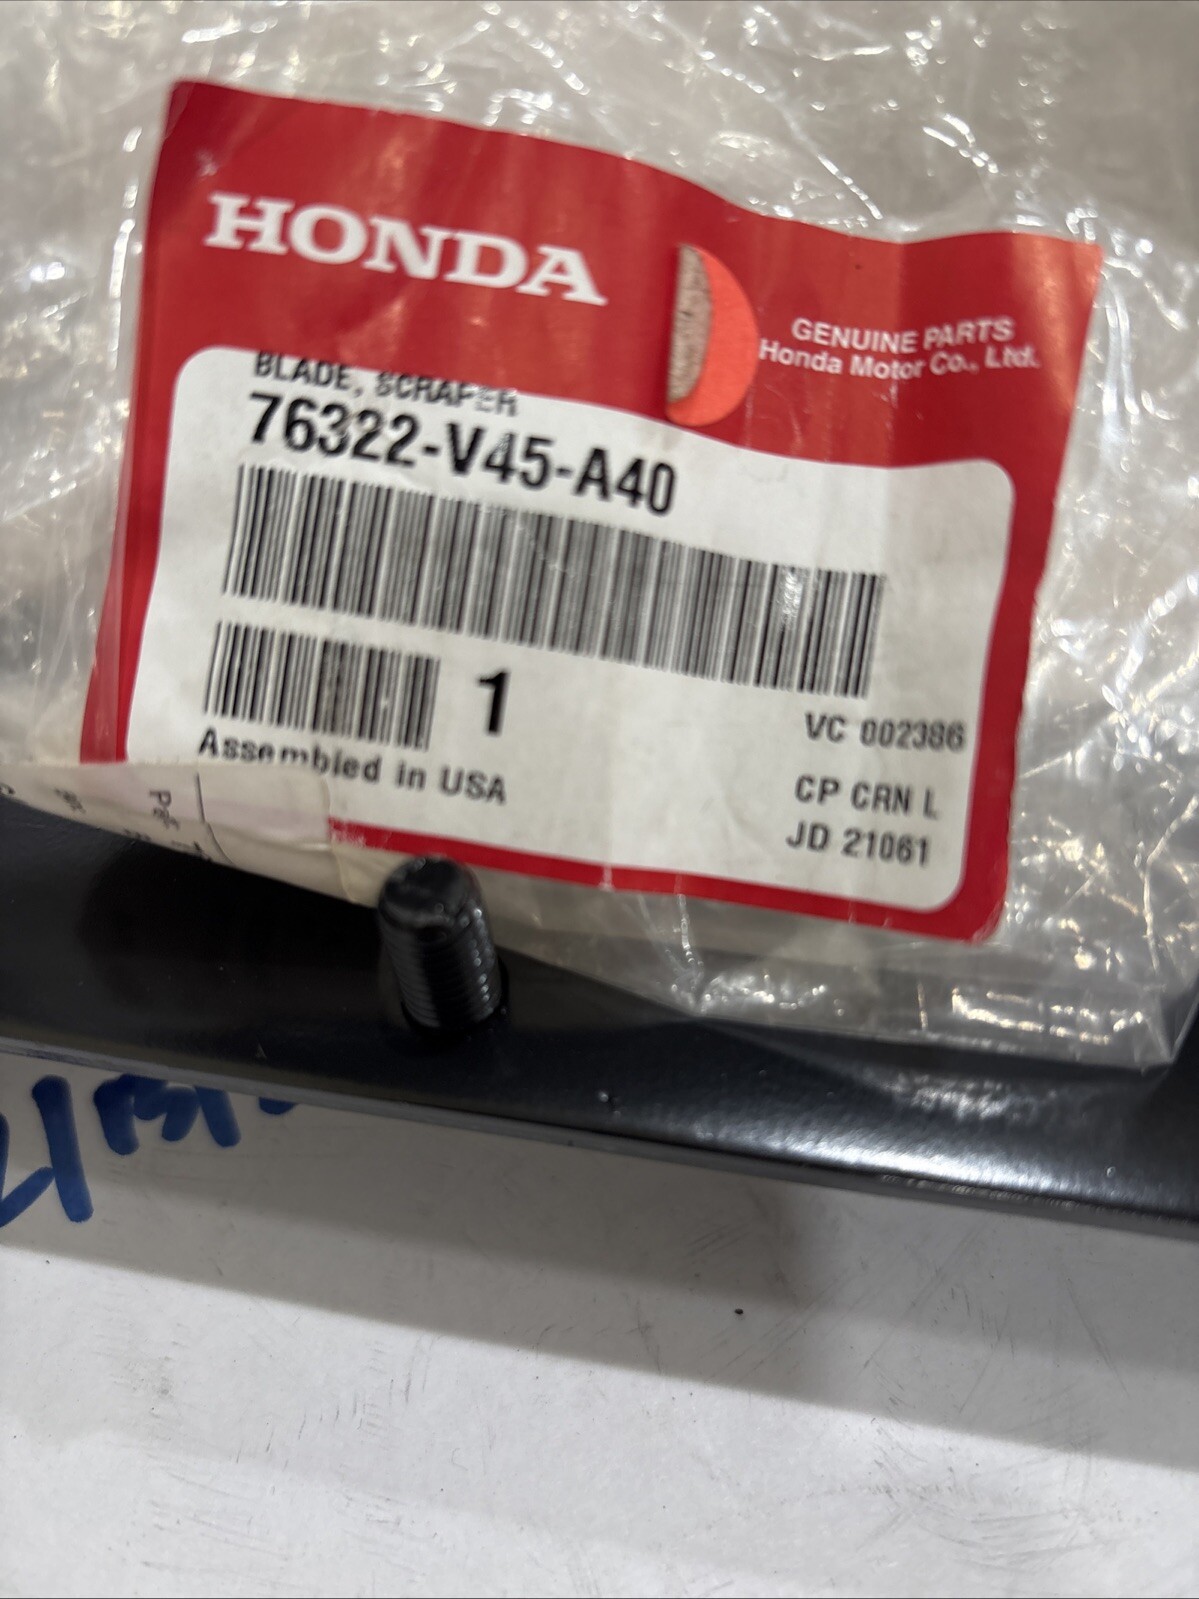 HONDA
GENUINE PARTS
Honda Motor Co., Ltd.
BLADE, SCRAPER
76322-V45-A40
1
Assembled in USA
VC 002386
CP CRN L
JD 21061